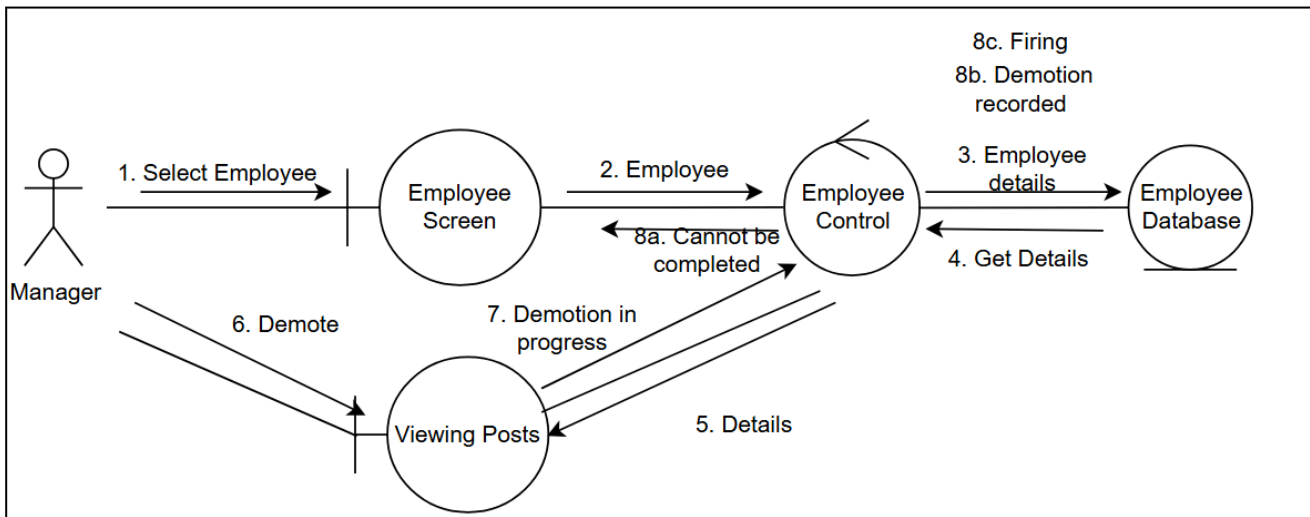 8c. Firing
8b. Demotion
recorded
1. Select Employee
2. Employee
3. Employee
details
Employee
Screen
Employee
Control
Employee
Database
8a. Cannot be
completed
4. Get Details
Manager
6. Demote
7. Demotion in
progress
5. Details
Viewing Posts